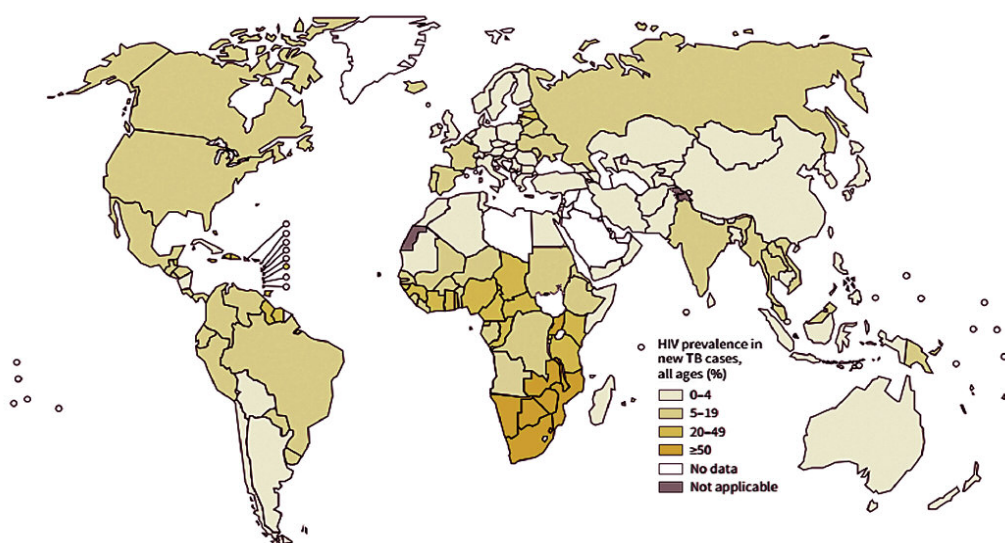 HIV prevalence in
new TB cases,
all ages (%)
0–4
5–19
20–49
≥50
No data
Not applicable